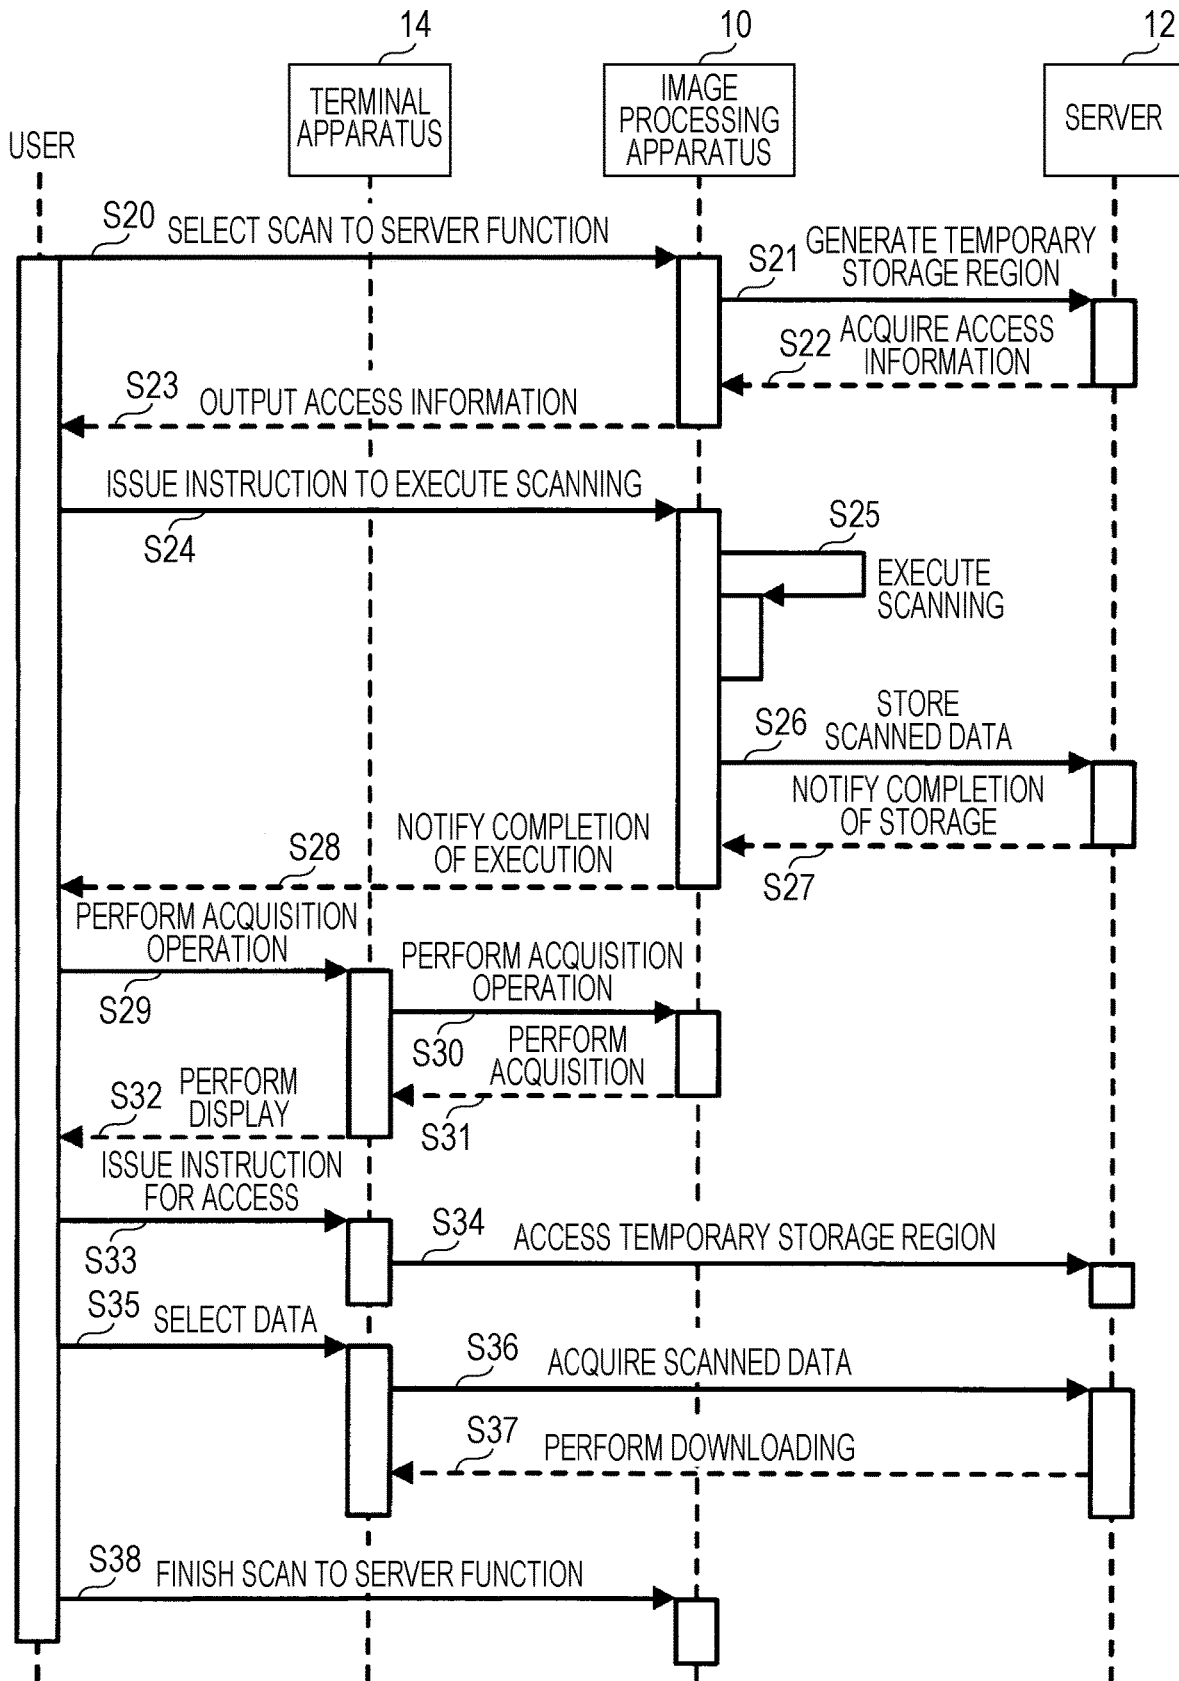 14
10
12
USER
TERMINAL
APPARATUS
IMAGE
PROCESSING
APPARATUS
SERVER
S20
SELECT SCAN TO SERVER FUNCTION
S21
GENERATE TEMPORARY
STORAGE REGION
S22
ACQUIRE ACCESS
INFORMATION
S23
OUTPUT ACCESS INFORMATION
ISSUE INSTRUCTION TO EXECUTE SCANNING
S24
S25
EXECUTE
SCANNING
S26
STORE
SCANNED DATA
NOTIFY COMPLETION
OF STORAGE
S27
S28
NOTIFY COMPLETION
OF EXECUTION
PERFORM ACQUISITION
OPERATION
S29
PERFORM ACQUISITION
OPERATION
S30
PERFORM
ACQUISITION
S31
S32
PERFORM
DISPLAY
ISSUE INSTRUCTION
FOR ACCESS
S33
S34
ACCESS TEMPORARY STORAGE REGION
S35
SELECT DATA
S36
ACQUIRE SCANNED DATA
S37
PERFORM DOWNLOADING
S38
FINISH SCAN TO SERVER FUNCTION